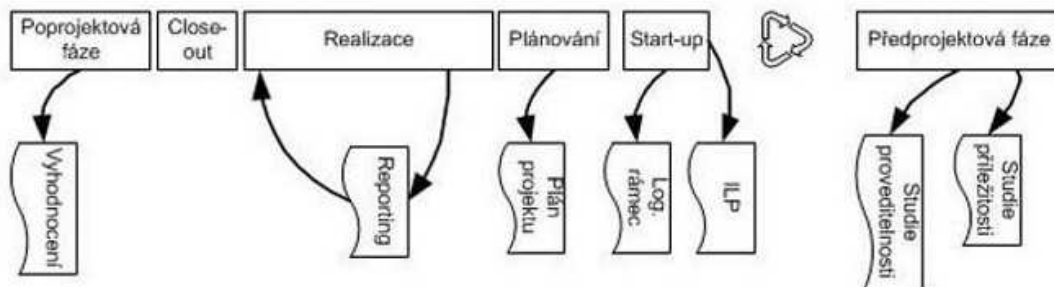 Poprojektová
fáze
Close-
out
Realizace
Plánování
Start-up
Předprojektová fáze
Vyhodnocení
Reporting
Plán
projektu
Log.
rámec
ILP
Studie
proveditelnosti
Studie
příležitosti